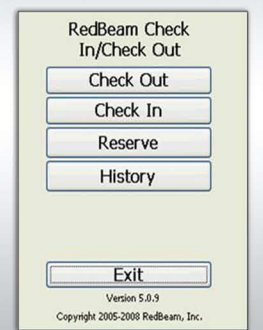 RedBeam Check
In/Check Out
Check Out
Check In
Reserve
History
Exit
Version 5.0.9
Copyright 2005-2008 RedBeam, Inc.